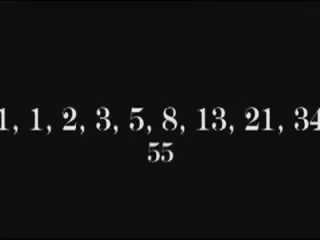 1, 1, 2, 3, 5, 8, 13, 21, 34
55